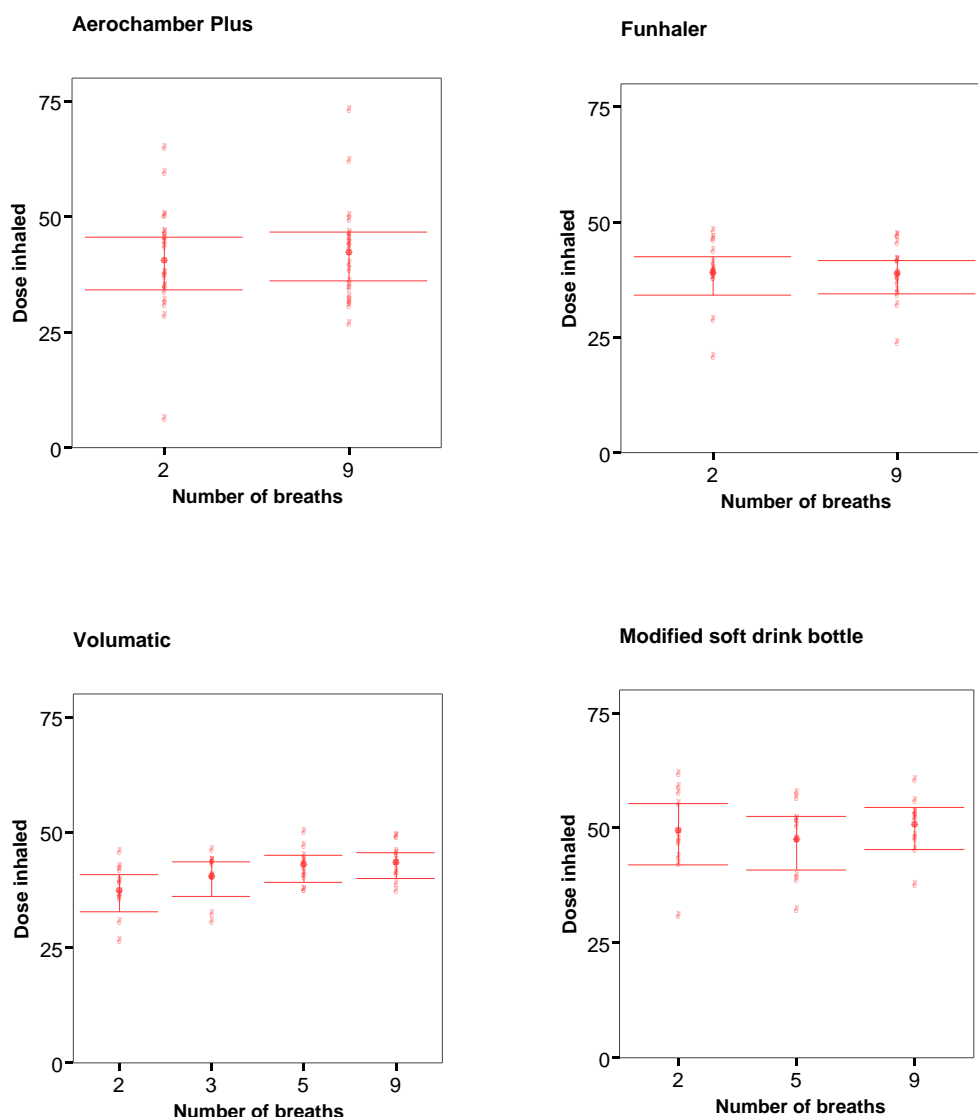 Aerochamber Plus
75
50
25
0
Dose inhaled
2 9
Number of breaths
Funhaler
75
50
25
0
Dose inhaled
2 9
Number of breaths
Volumatic
75
50
25
0
Dose inhaled
2 3 5 9
Number of breaths
Modified soft drink bottle
75
50
25
0
Dose inhaled
2 5 9
Number of breaths